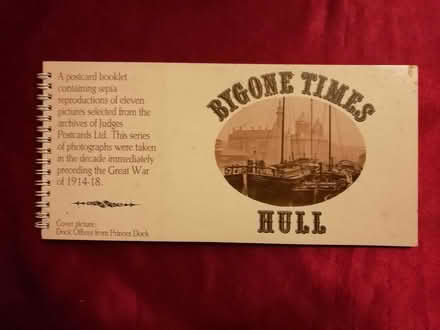 A postcard booklet
containing sepia
reproductions of eleven
pictures selected from the
archives of Judges
Postcards Ltd. This series
of photographs were taken
in the decade immediately
preceding the Great War
of 1914-18.
Cover picture:
Dock Offices from Princes Dock
BYGONE TIMES
HULL